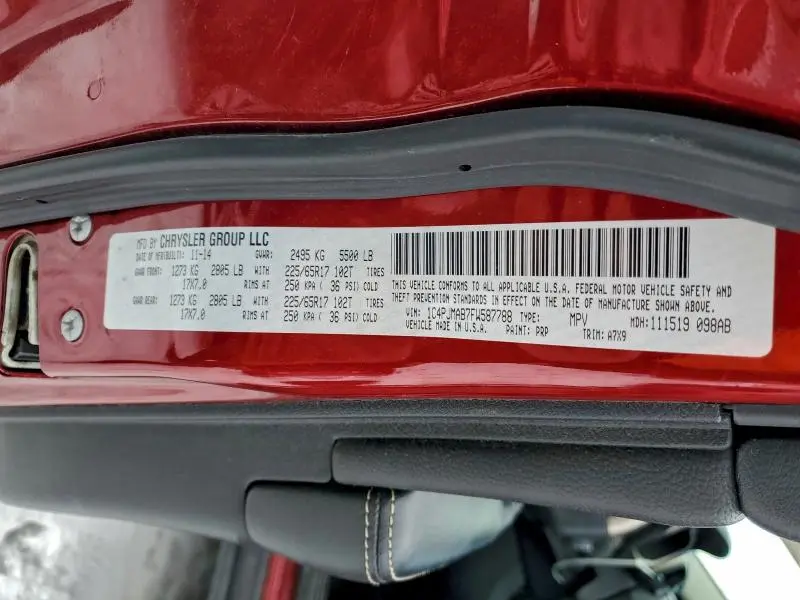 MFD BY CHRYSLER GROUP LLC
DATE OF MFR(BUILT): 11-14 GVWR: 2495 KG 5500 LB
GAWR FRONT: 1273 KG 2805 LB WITH 225/65R17 102T TIRES
17X7.0 RIMS AT 250 KPA ( 36 PSI) COLD
GAWR REAR: 1273 KG 2805 LB WITH 225/65R17 102T TIRES
17X7.0 RIMS AT 250 KPA ( 36 PSI) COLD
THIS VEHICLE CONFORMS TO ALL APPLICABLE U.S.A. FEDERAL MOTOR VEHICLE SAFETY AND
THEFT PREVENTION STANDARDS IN EFFECT ON THE DATE OF MANUFACTURE SHOWN ABOVE.
VIN: 1C4PJMAB7FW587788 TYPE: MPV MDH: 111519 098AB
VEHICLE MADE IN U.S.A. PAINT: PRP TRIM: A7X9